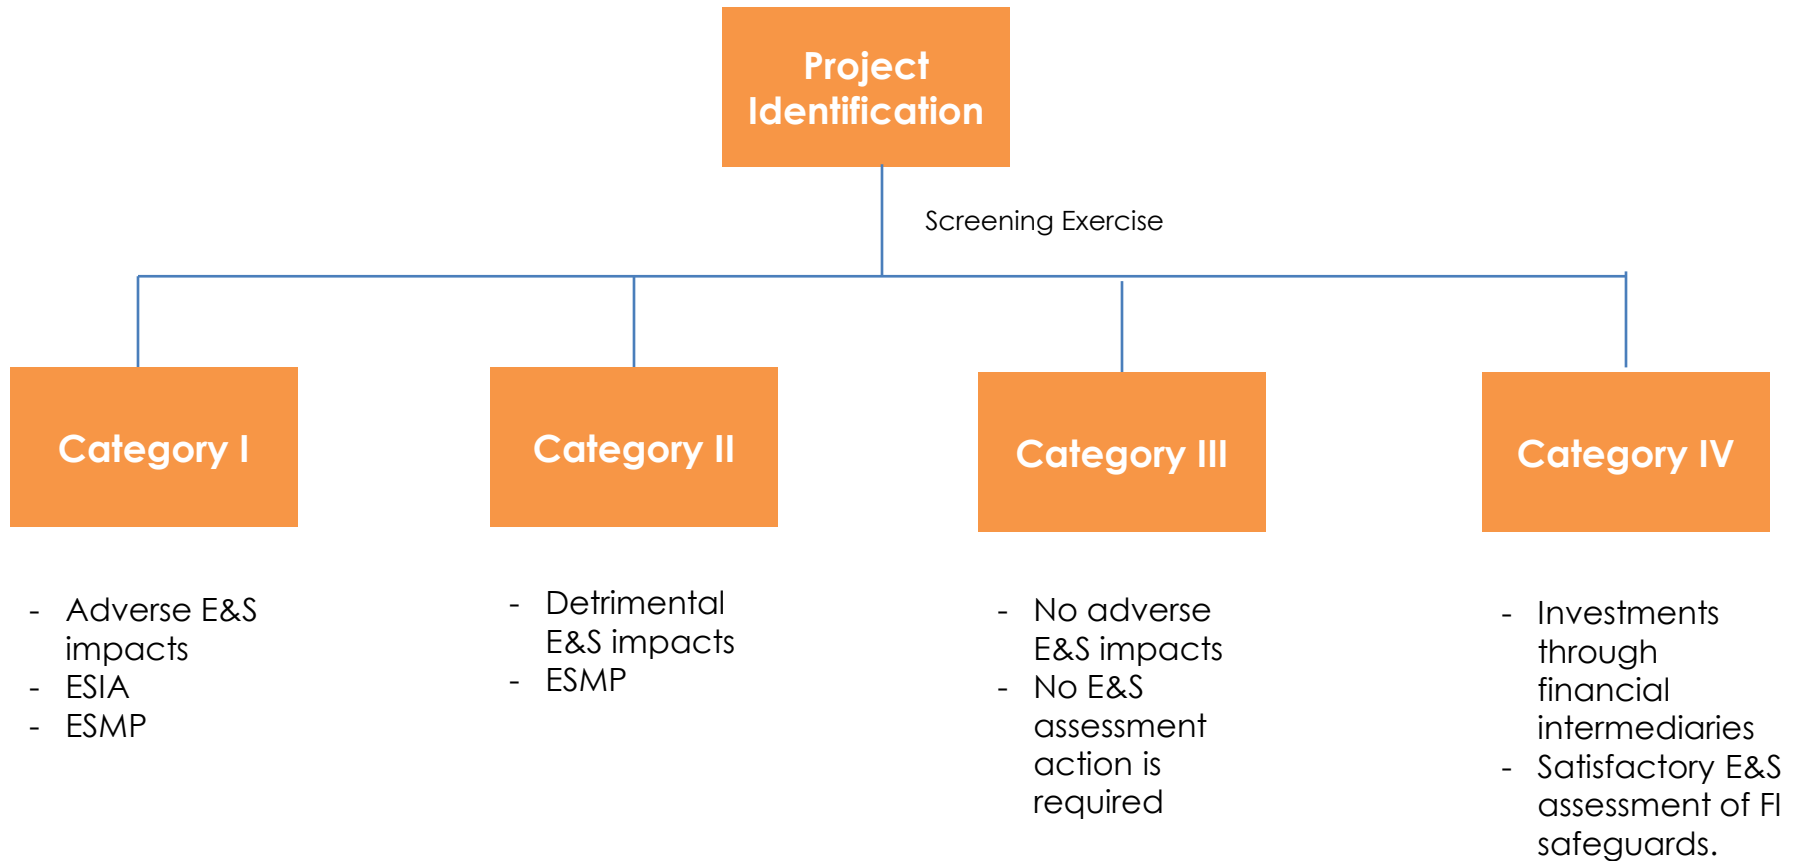 Project
Identification
Screening Exercise
Category I
Category II
Category III
Category IV
- Adverse E&S
impacts
- ESIA
- ESMP
- Detrimental
E&S impacts
- ESMP
- No adverse
E&S impacts
- No E&S
assessment
action is
required
- Investments
through
financial
intermediaries
- Satisfactory E&S
assessment of FI
safeguards.